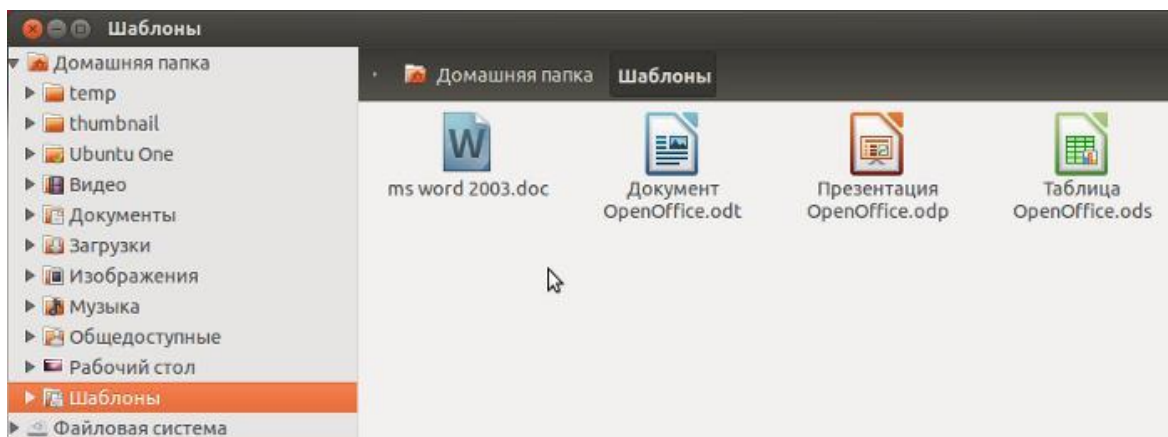 Шаблоны
Домашняя папка
temp
thumbnail
Ubuntu One
Видео
Документы
Загрузки
Изображения
Музыка
Общедоступные
Рабочий стол
Шаблоны
Файловая система
Домашняя папка Шаблоны
W
ms word 2003.doc
Документ
OpenOffice.odt
Презентация
OpenOffice.odp
Таблица
OpenOffice.ods